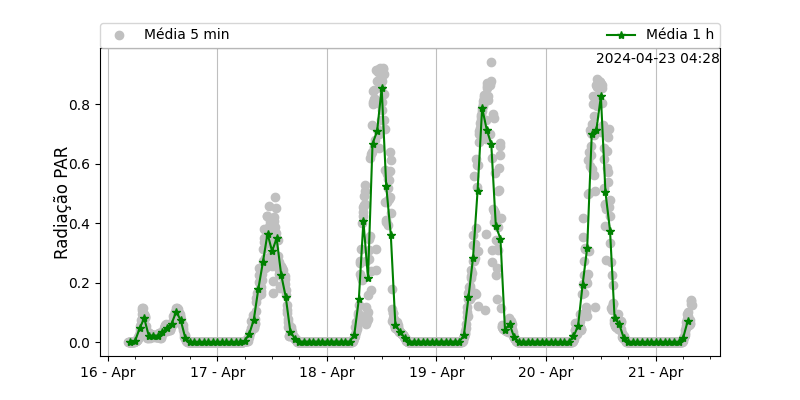 Média 5 min
Média 1 h
2024-04-23 04:28
Radiação PAR
0.8
0.6
0.4
0.2
0.0
16 - Apr
17 - Apr
18 - Apr
19 - Apr
20 - Apr
21 - Apr